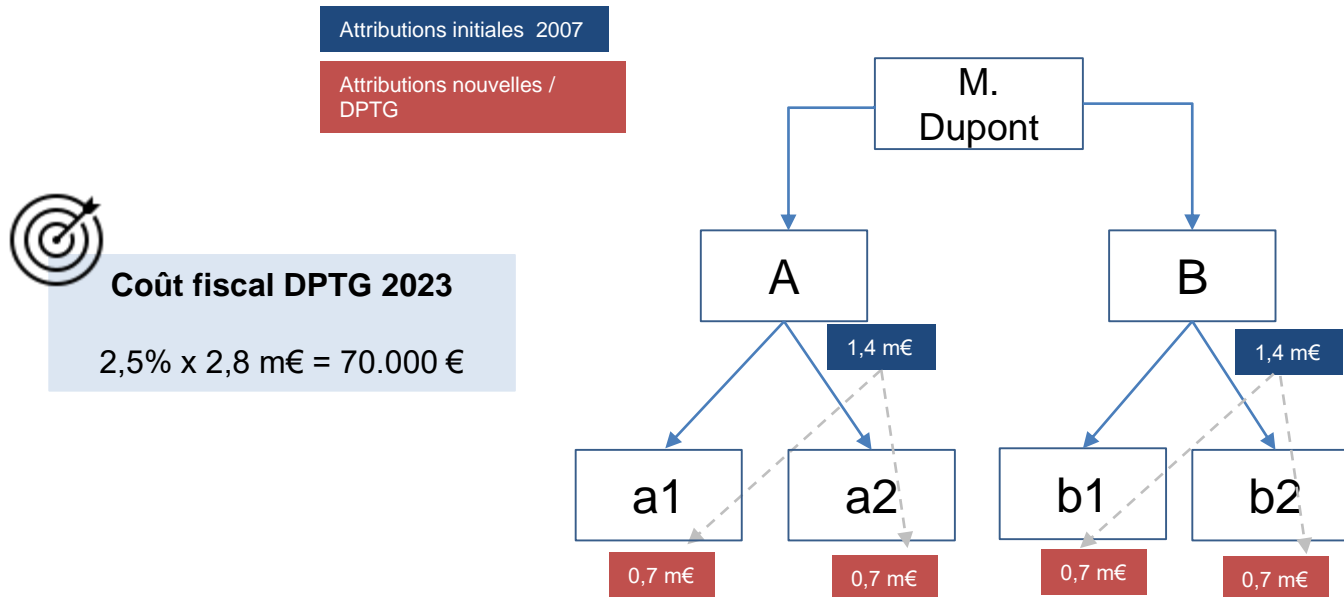 Attributions initiales 2007
Attributions nouvelles /
DPTG
M.
Dupont
Coût fiscal DPTG 2023
2,5% x 2,8 m€ = 70.000 €
A
B
1,4 m€
1,4 m€
a1
a2
b1
b2
0,7 m€
0,7 m€
0,7 m€
0,7 m€